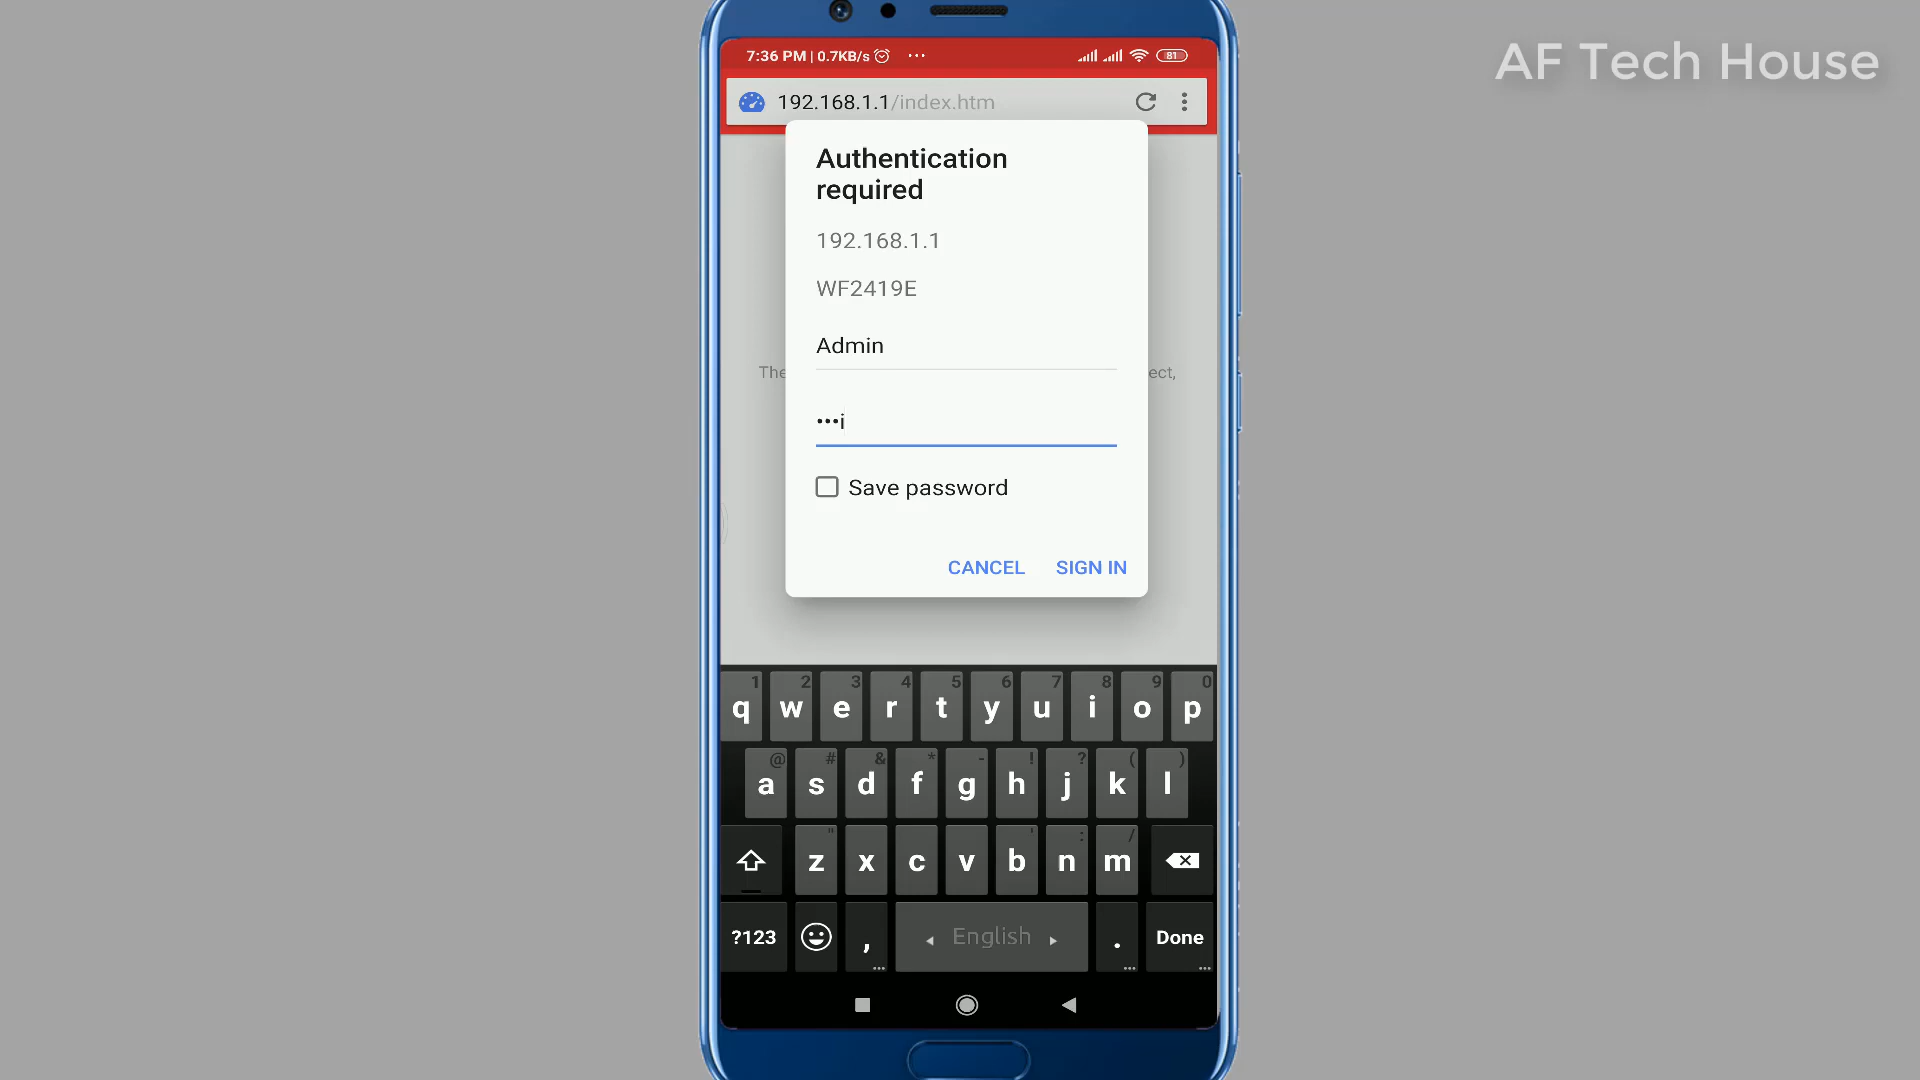 AF Tech House
7:36 PM | 0.7KB/s ...
81
192.168.1.1/index.htm
Authentication
required
192.168.1.1
WF2419E
Admin
The
ect,
•••i
Save password
CANCEL SIGN IN
1 2 3 4 5 6 7 8 9 0
q w e r t y u i o p
@ # & * - ! ? ( )
a s d f g h j k l
" ' : /
z x c v b n m
?123 , English . Done